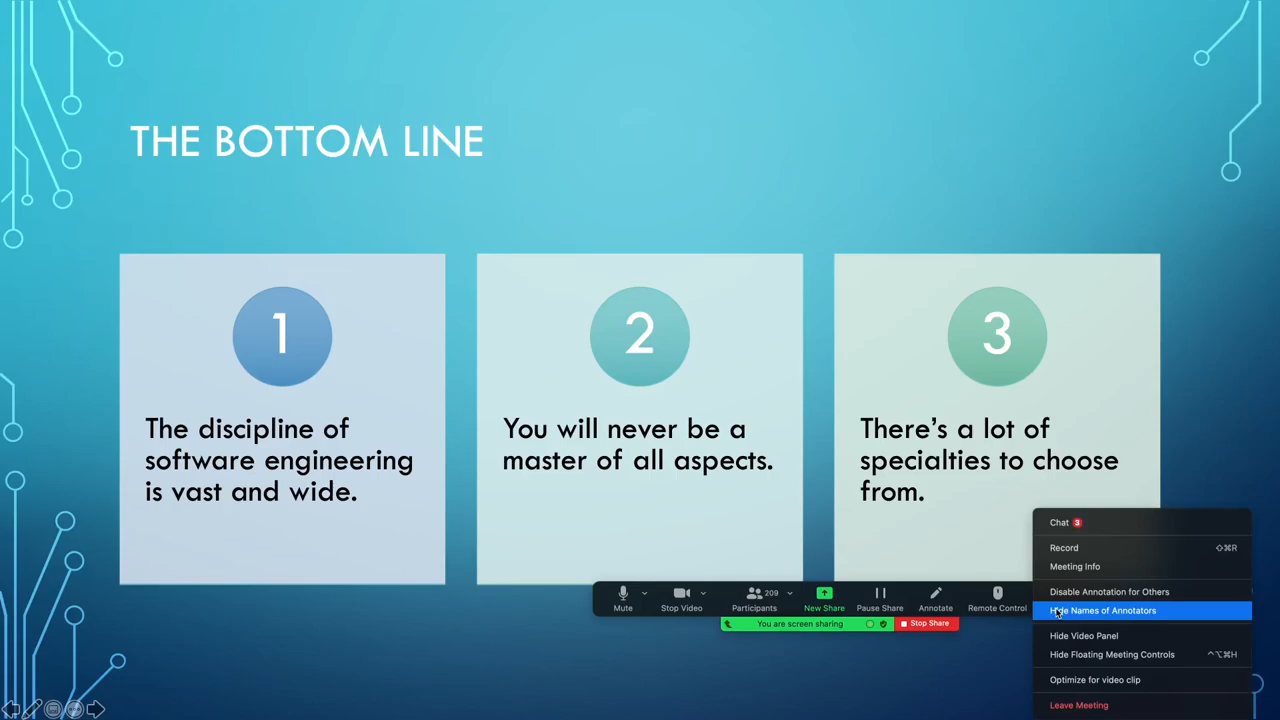 THE BOTTOM LINE
1
The discipline of
software engineering
is vast and wide.
2
You will never be a
master of all aspects.
3
There's a lot of
specialties to choose
from.
Chat 3
Record ⇧⌘R
Meeting Info
Disable Annotation for Others
Hide Names of Annotators
Hide Video Panel
Hide Floating Meeting Controls ^⌥⌘H
Optimize for video clip
Leave Meeting
Mute
Stop Video
209
Participants
New Share
Pause Share
Annotate
Remote Control
You are screen sharing
Stop Share